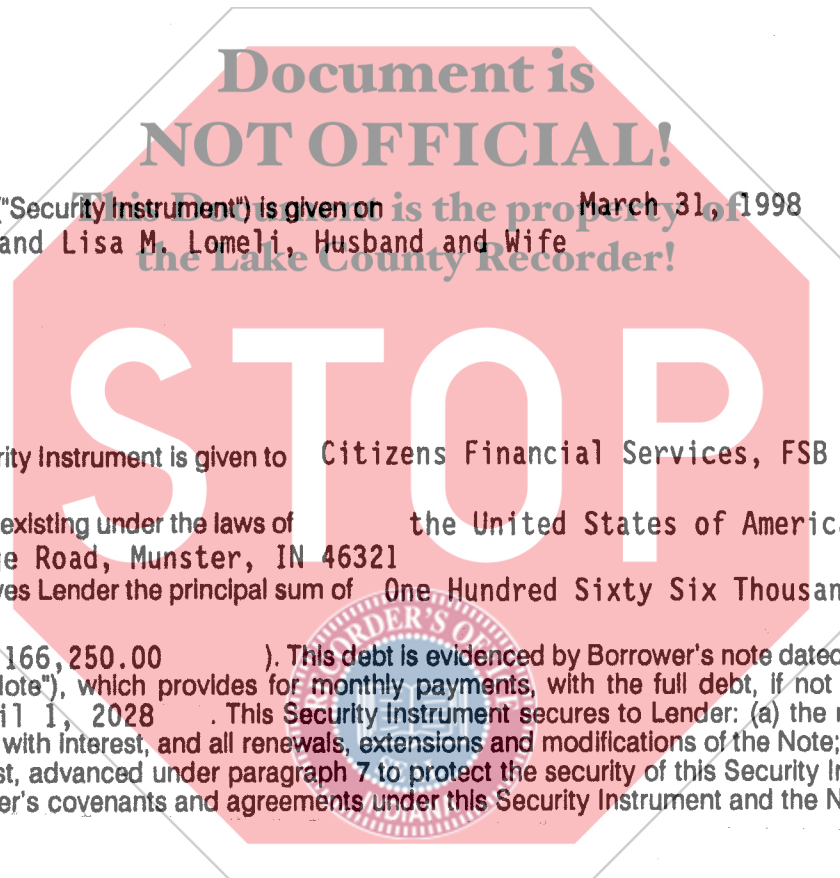 Document is
NOT OFFICIAL!
This Document is the property of
the Lake County Recorder!
("Security Instrument") is given on March 31, 1998
and Lisa M. Lomeli, Husband and Wife
STOP
rity Instrument is given to Citizens Financial Services, FSB
existing under the laws of the United States of Americ
e Road, Munster, IN 46321
ves Lender the principal sum of One Hundred Sixty Six Thousan
166,250.00 ). This debt is evidenced by Borrower's note dated
lote"), which provides for monthly payments, with the full debt, if not
il 1, 2028 . This Security Instrument secures to Lender: (a) the
with interest, and all renewals, extensions and modifications of the Note;
st, advanced under paragraph 7 to protect the security of this Security In
er's covenants and agreements under this Security Instrument and the N
RECORDER'S OFFICE
INDIANA